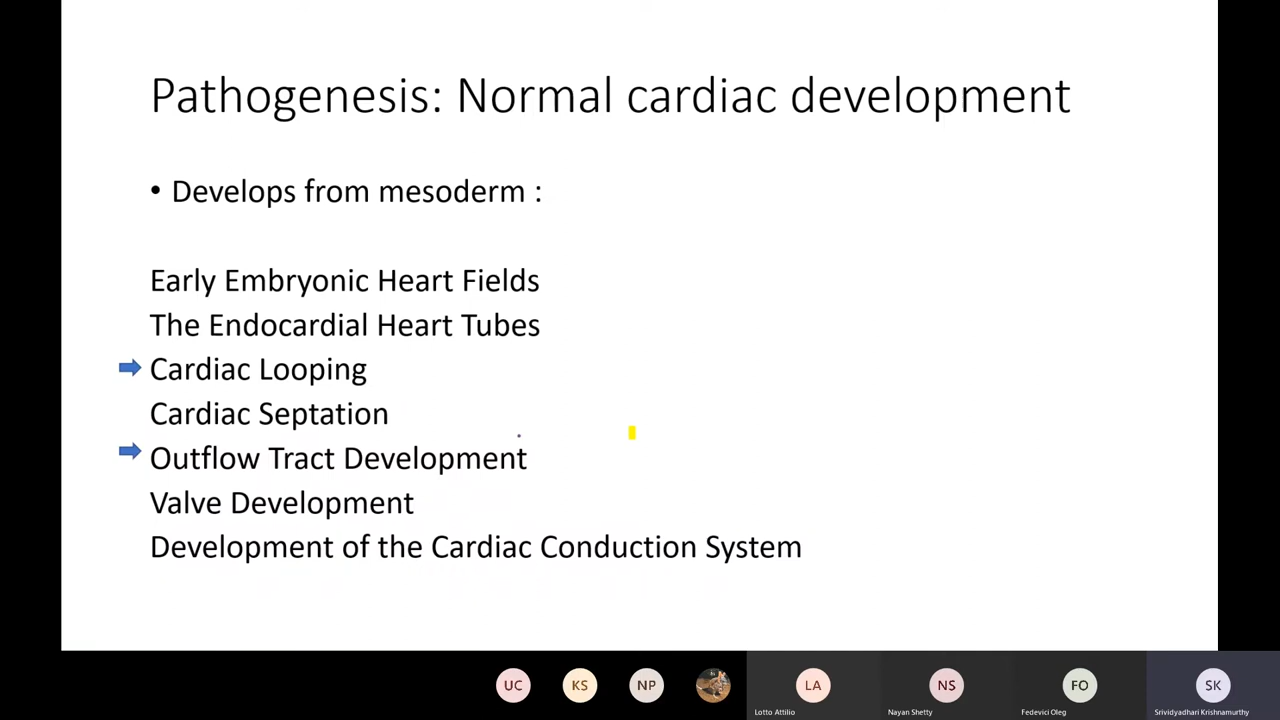 Pathogenesis: Normal cardiac development
• Develops from mesoderm :
Early Embryonic Heart Fields
The Endocardial Heart Tubes
Cardiac Looping
Cardiac Septation
Outflow Tract Development
Valve Development
Development of the Cardiac Conduction System
UC KS NP LA NS FO SK
Lotto Attilio Nayan Shetty Fedevici Oleg Srividyadhari Krishnamurthy